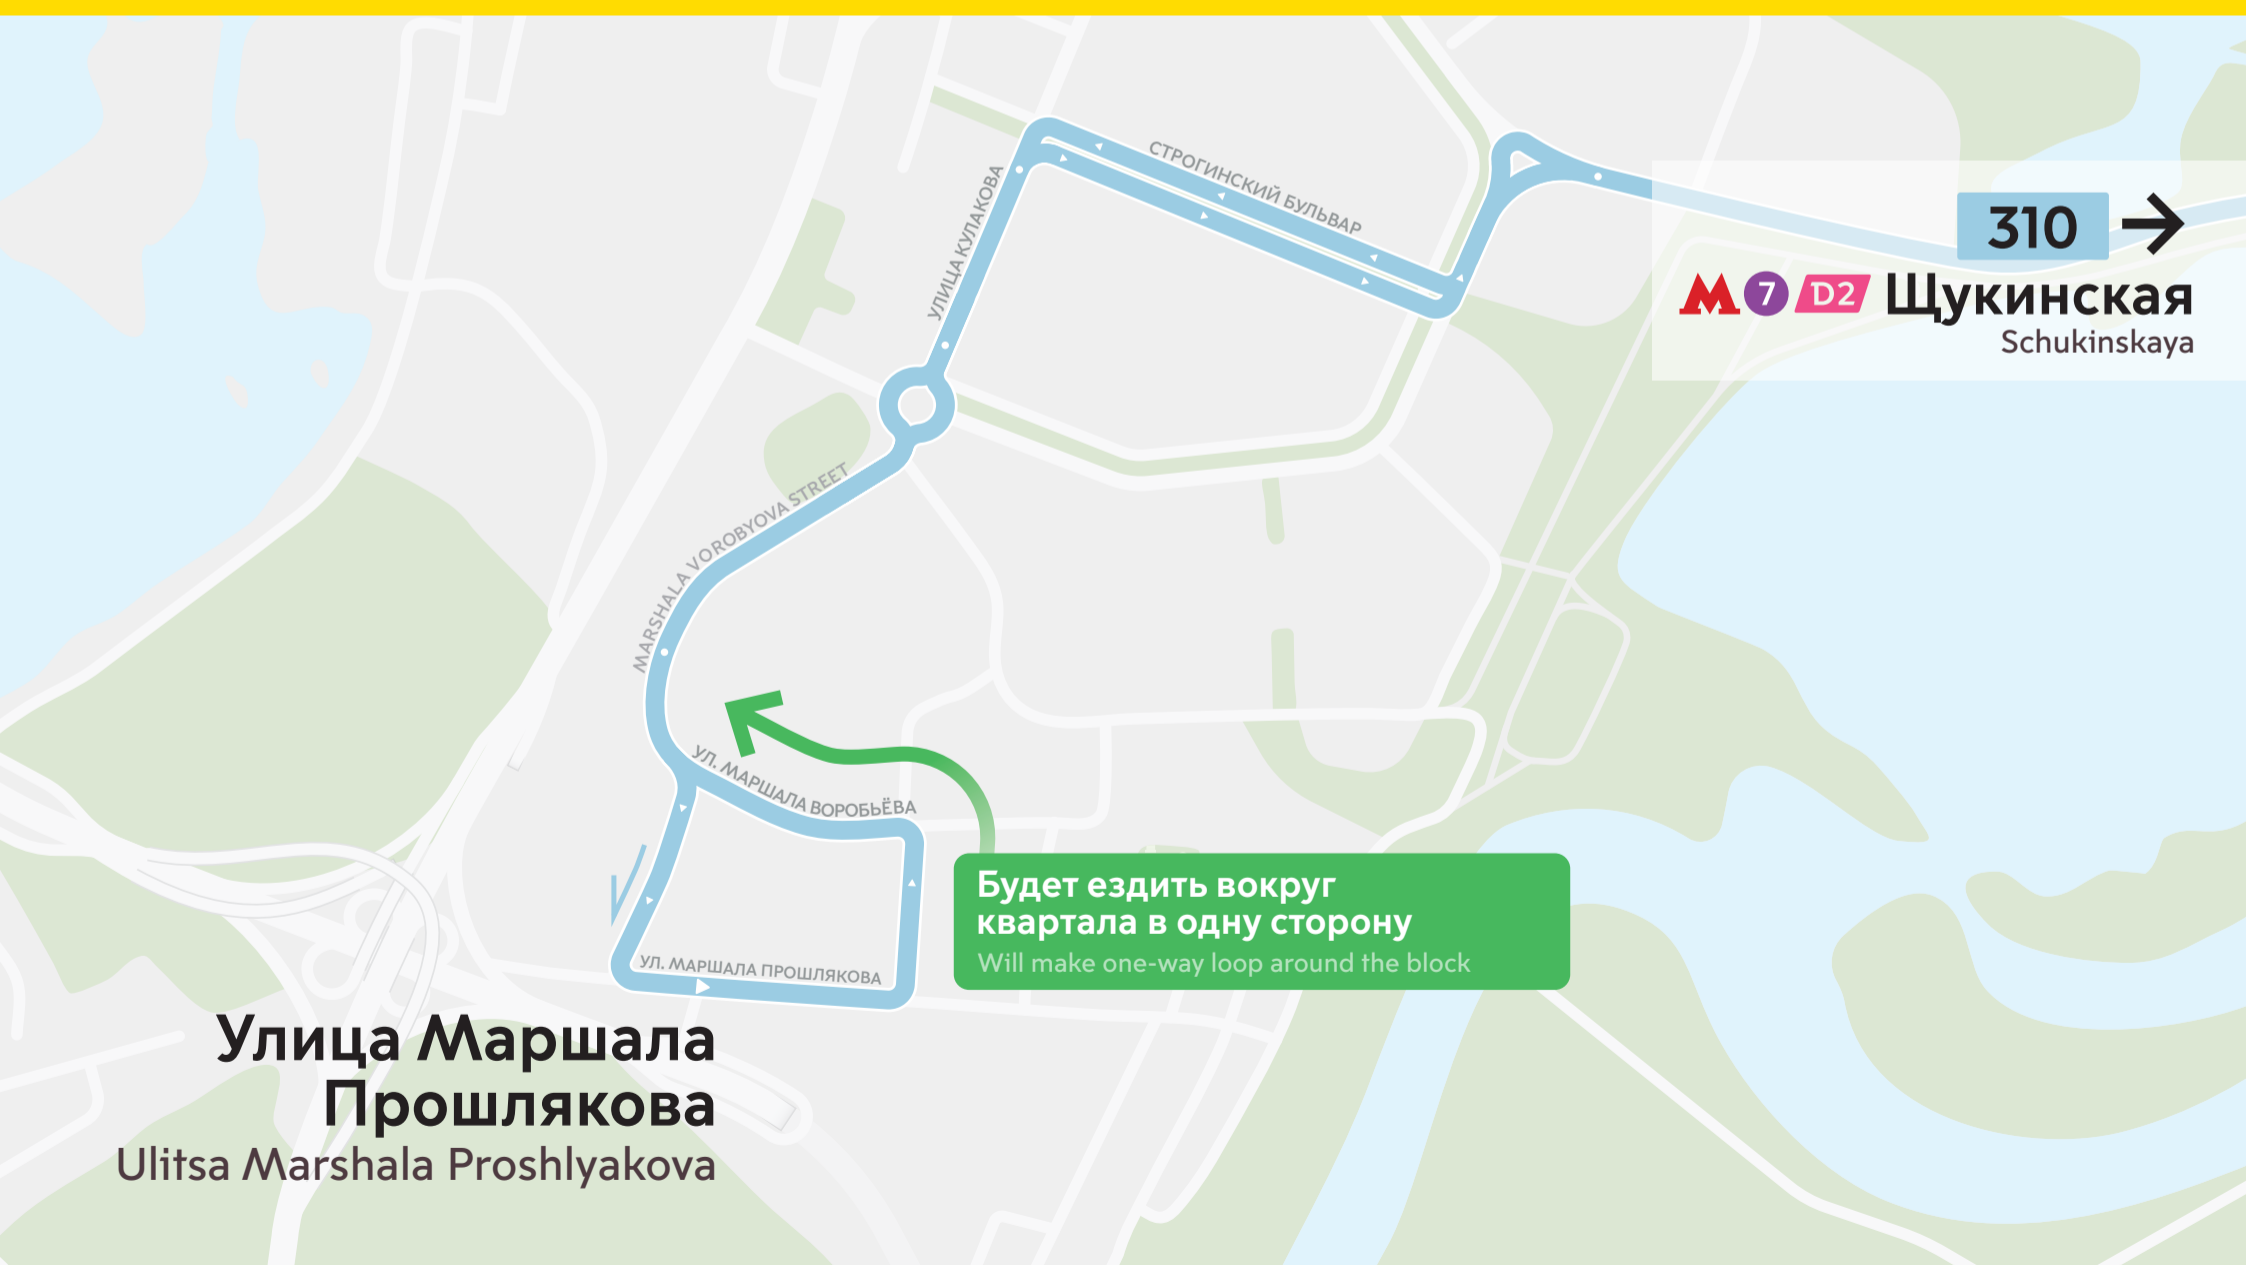 СТРОГИНСКИЙ БУЛЬВАР
УЛИЦА КУЛАКОВА
310
М 7 D2 Щукинская
Schukinskaya
MARSHALA VOROBYOVA STREET
УЛ. МАРШАЛА ВОРОБЬЁВА
Будет ездить вокруг
квартала в одну сторону
Will make one-way loop around the block
УЛ. МАРШАЛА ПРОШЛЯКОВА
Улица Маршала
Прошлякова
Ulitsa Marshala Proshlyakova